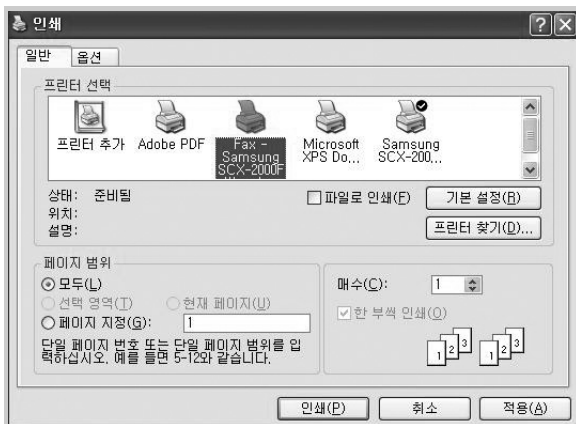 인쇄
일반
옵션
프린터 선택
프린터 추가
Adobe PDF
Fax -
Samsung
SCX-2000F
Microsoft
XPS Do...
Samsung
SCX-200...
상태: 준비됨
위치:
설명:
파일로 인쇄(F)
기본 설정(R)
프린터 찾기(D)...
페이지 범위
모두(L)
선택 영역(T)
현재 페이지(U)
페이지 지정(G): 1
단일 페이지 번호 또는 단일 페이지 범위를 입
력하십시오. 예를 들면 5-12와 같습니다.
매수(C): 1
한 부씩 인쇄(O)
1 2 3 1 2 3
인쇄(P)
취소
적용(A)